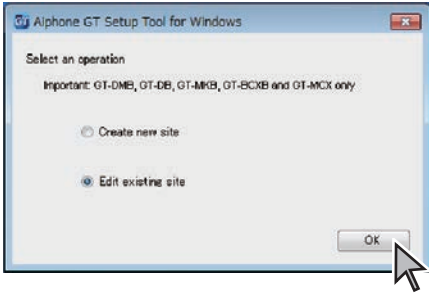 Aiphone GT Setup Tool for Windows
Select an operation
Important: GT-DMB, GT-DB, GT-MKB, GT-BCXB and GT-MCX only
Create new site
Edit existing site
OK